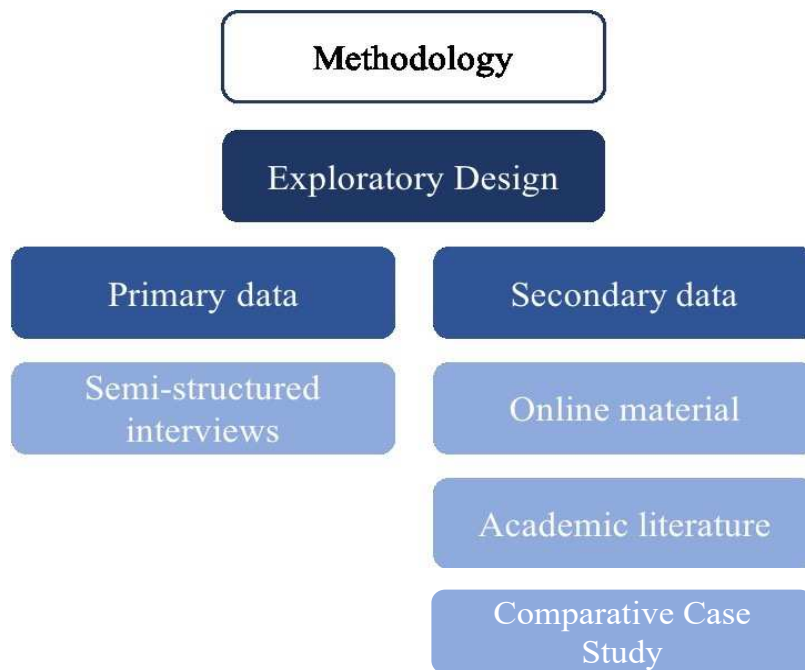 Methodology
Exploratory Design
Primary data
Secondary data
Semi-structured
interviews
Online material
Academic literature
Comparative Case
Study